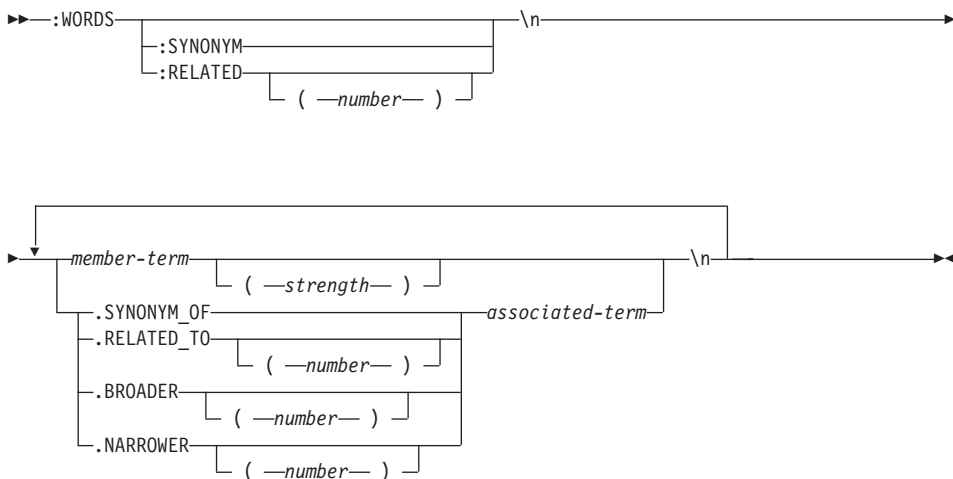 :WORDS \n
:SYNONYM
:RELATED
( number )
member-term \n
( strength )
.SYNONYM_OF associated-term
.RELATED_TO
( number )
.BROADER
( number )
.NARROWER
( number )